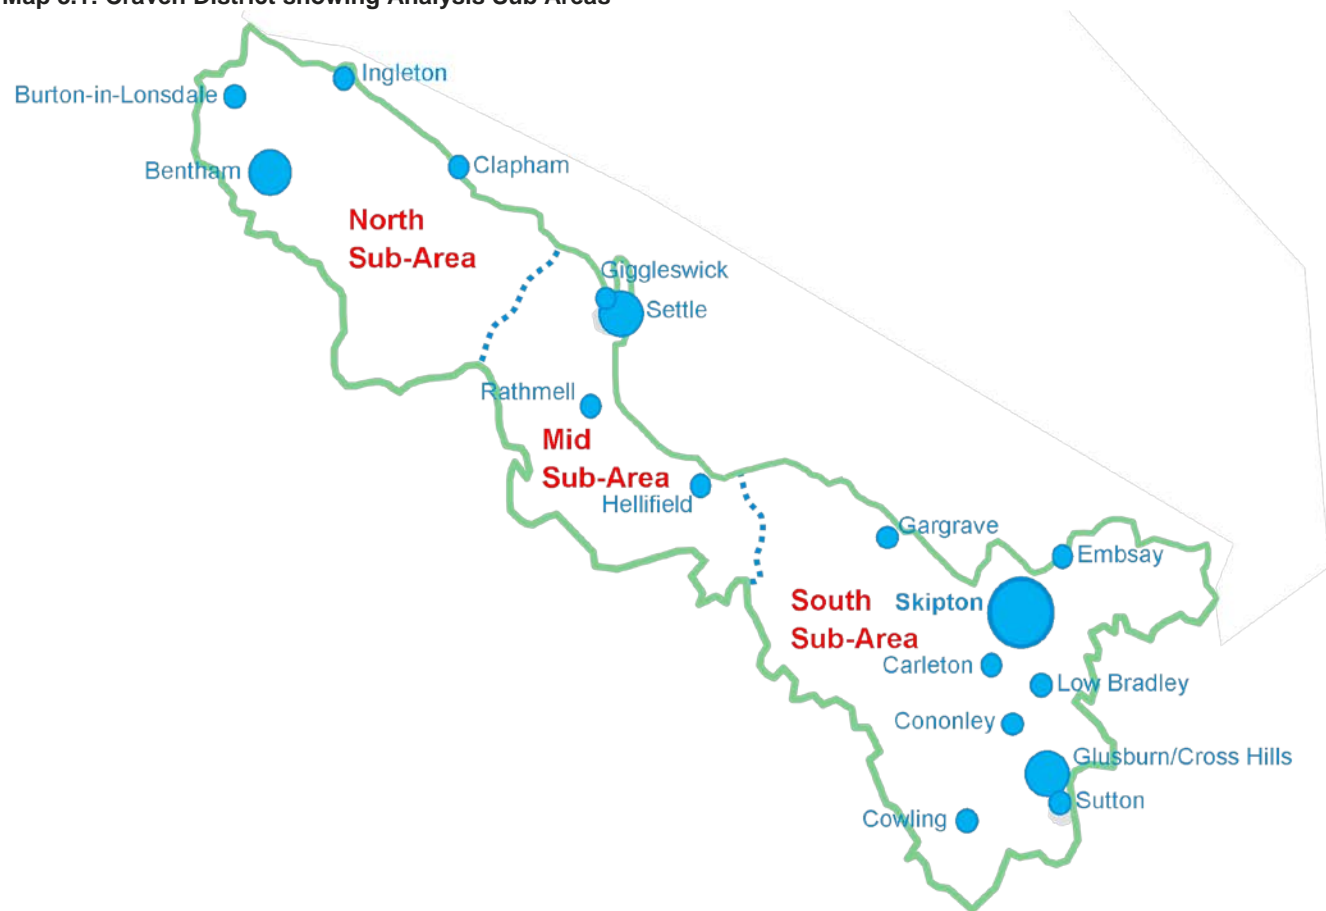 Map 3.1: Craven District showing Analysis Sub Areas
Ingleton
Burton-in-Lonsdale
Clapham
Bentham
North
Sub-Area
Giggleswick
Settle
Rathmell
Mid
Sub-Area
Hellifield
Gargrave
Embsay
South
Sub-Area
Skipton
Carleton
Low Bradley
Cononley
Glusburn/Cross Hills
Sutton
Cowling